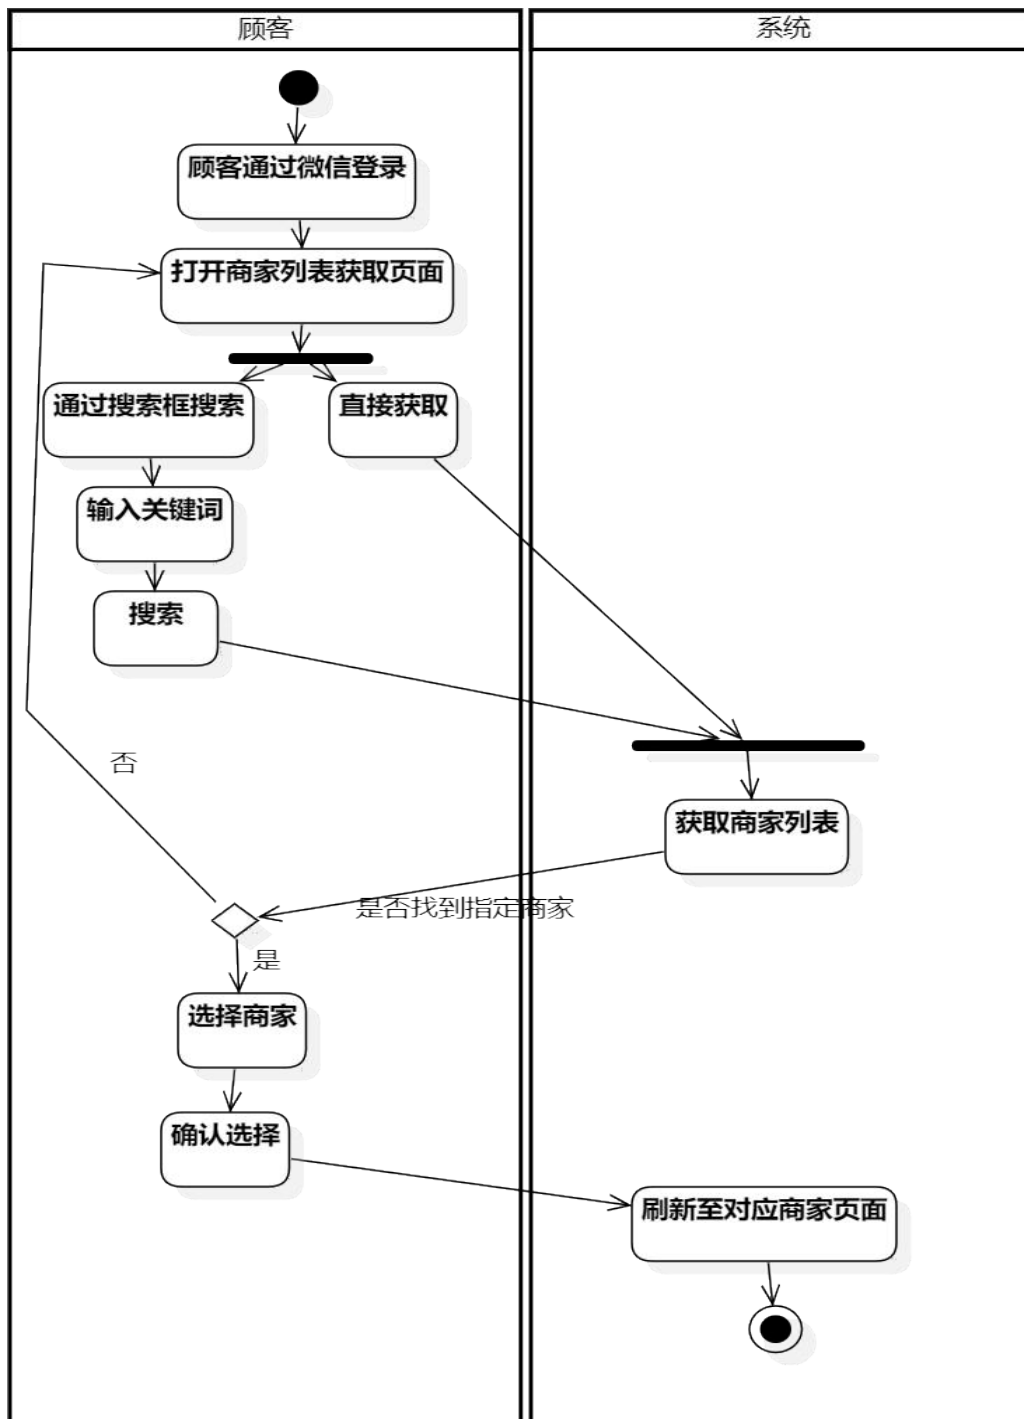 顾客
系统
顾客通过微信登录
打开商家列表获取页面
通过搜索框搜索
直接获取
输入关键词
搜索
否
获取商家列表
是否找到指定商家
是
选择商家
确认选择
刷新至对应商家页面